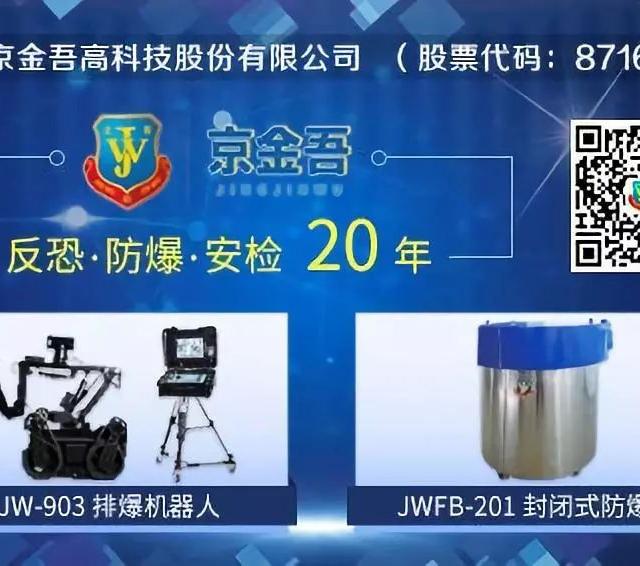 京金吾高科技股份有限公司 (股票代码：8716
JW
京金吾
JINGJINWU
反恐·防爆·安检 20 年
JW-903 排爆机器人
JWFB-201 封闭式防爆